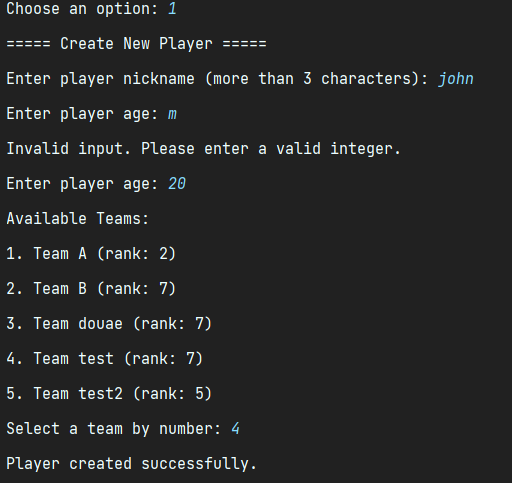 Choose an option: 1
===== Create New Player =====
Enter player nickname (more than 3 characters): john
Enter player age: m
Invalid input. Please enter a valid integer.
Enter player age: 20
Available Teams:
1. Team A (rank: 2)
2. Team B (rank: 7)
3. Team douae (rank: 7)
4. Team test (rank: 7)
5. Team test2 (rank: 5)
Select a team by number: 4
Player created successfully.